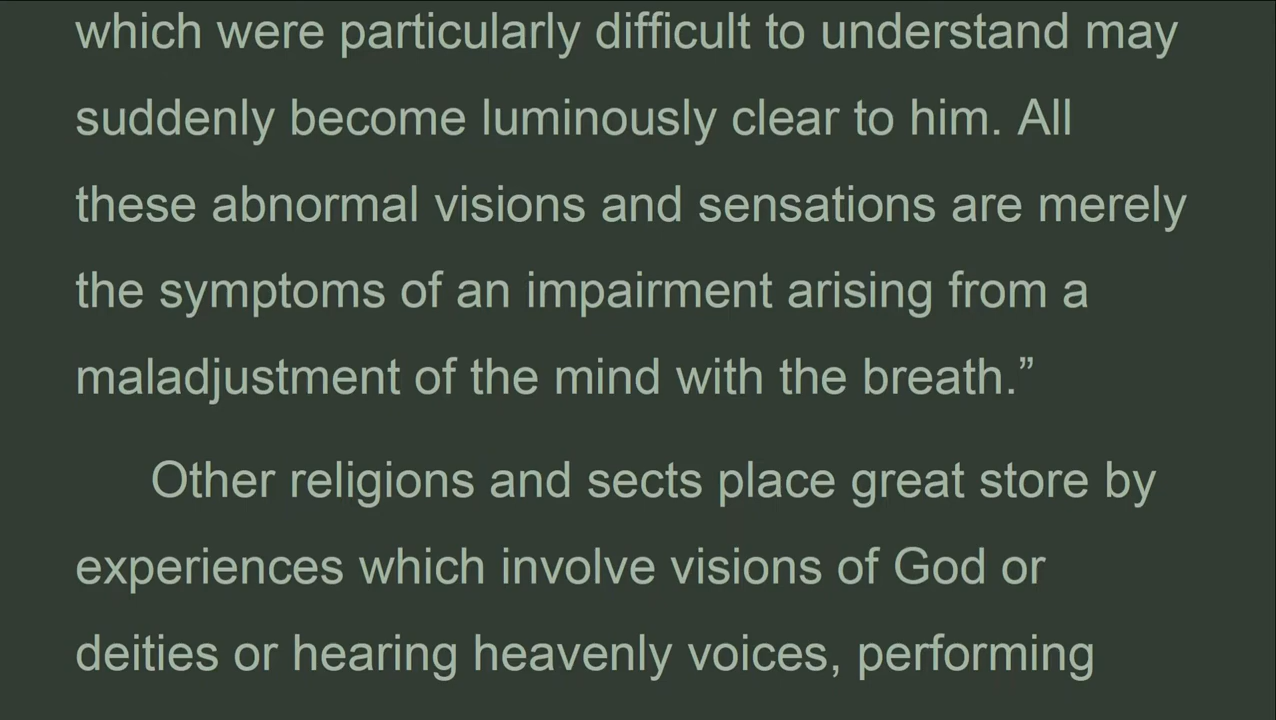 which were particularly difficult to understand may
suddenly become luminously clear to him. All
these abnormal visions and sensations are merely
the symptoms of an impairment arising from a
maladjustment of the mind with the breath.”
Other religions and sects place great store by
experiences which involve visions of God or
deities or hearing heavenly voices, performing